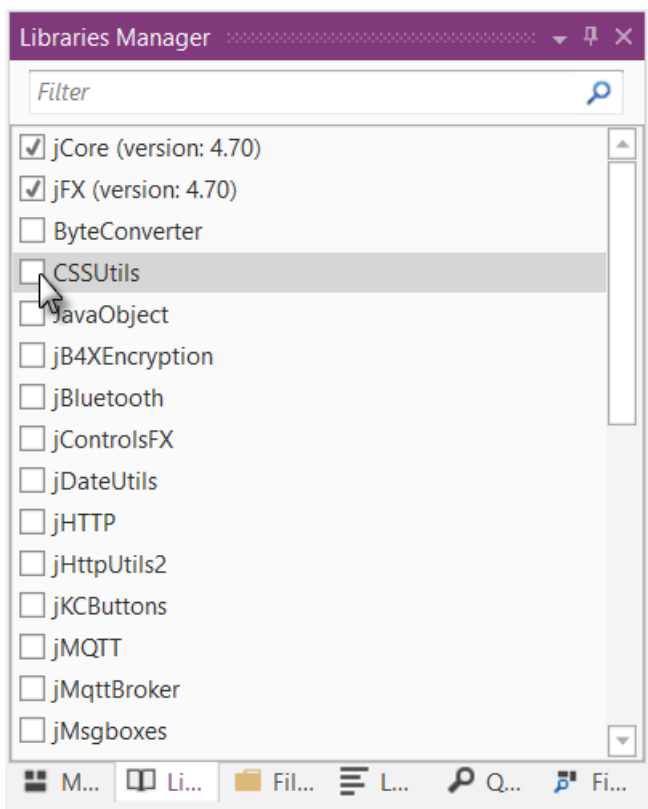 Libraries Manager
Filter
jCore (version: 4.70)
jFX (version: 4.70)
ByteConverter
CSSUtils
JavaObject
jB4XEncryption
jBluetooth
jControlsFX
jDateUtils
jHTTP
jHttpUtils2
jKCButtons
jMQTT
jMqttBroker
jMsgboxes
M... Li... Fil... L... Q... Fi...